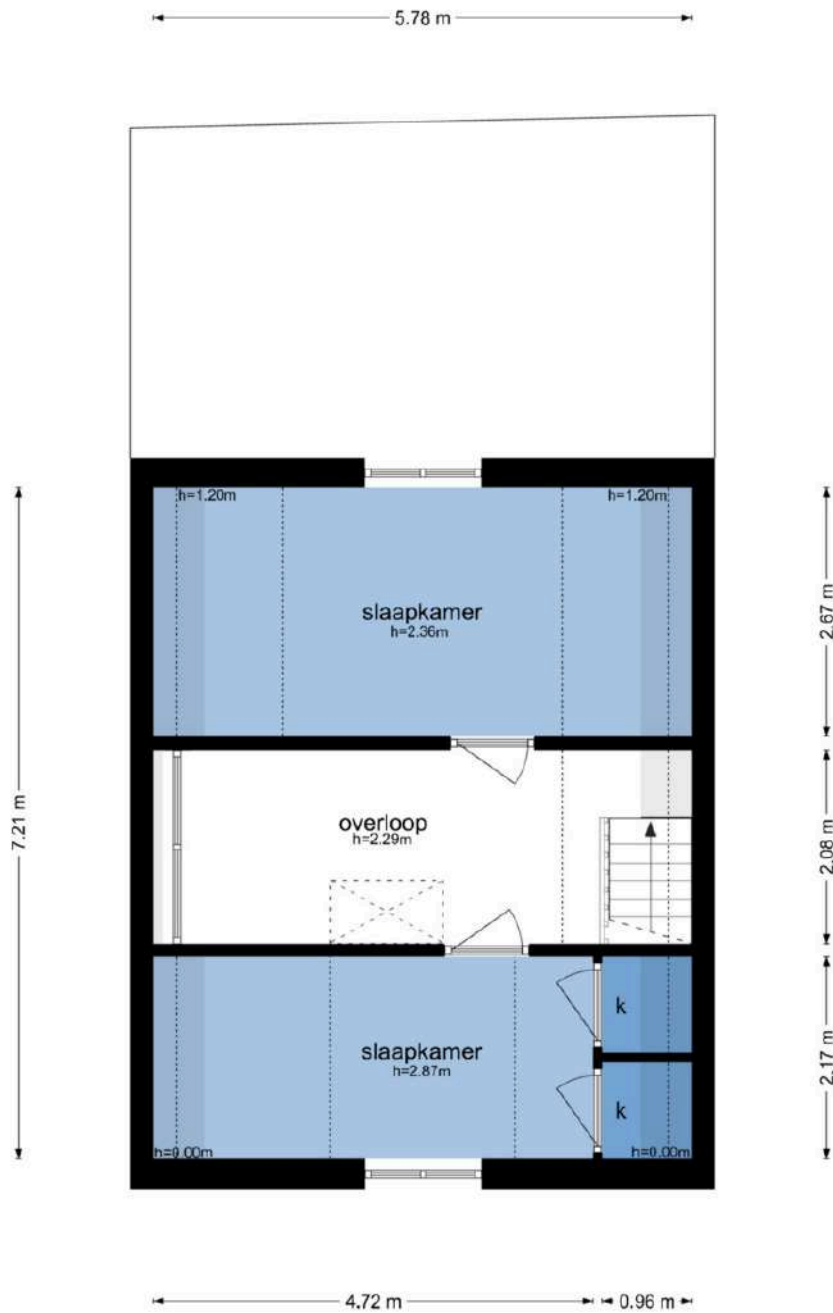 5.78 m
h=1.20m
h=1.20m
slaapkamer
h=2.36m
2.67 m
7.21 m
overloop
h=2.29m
2.08 m
k
slaapkamer
h=2.87m
2.17 m
k
h=0.00m
h=0.00m
4.72 m
0.96 m